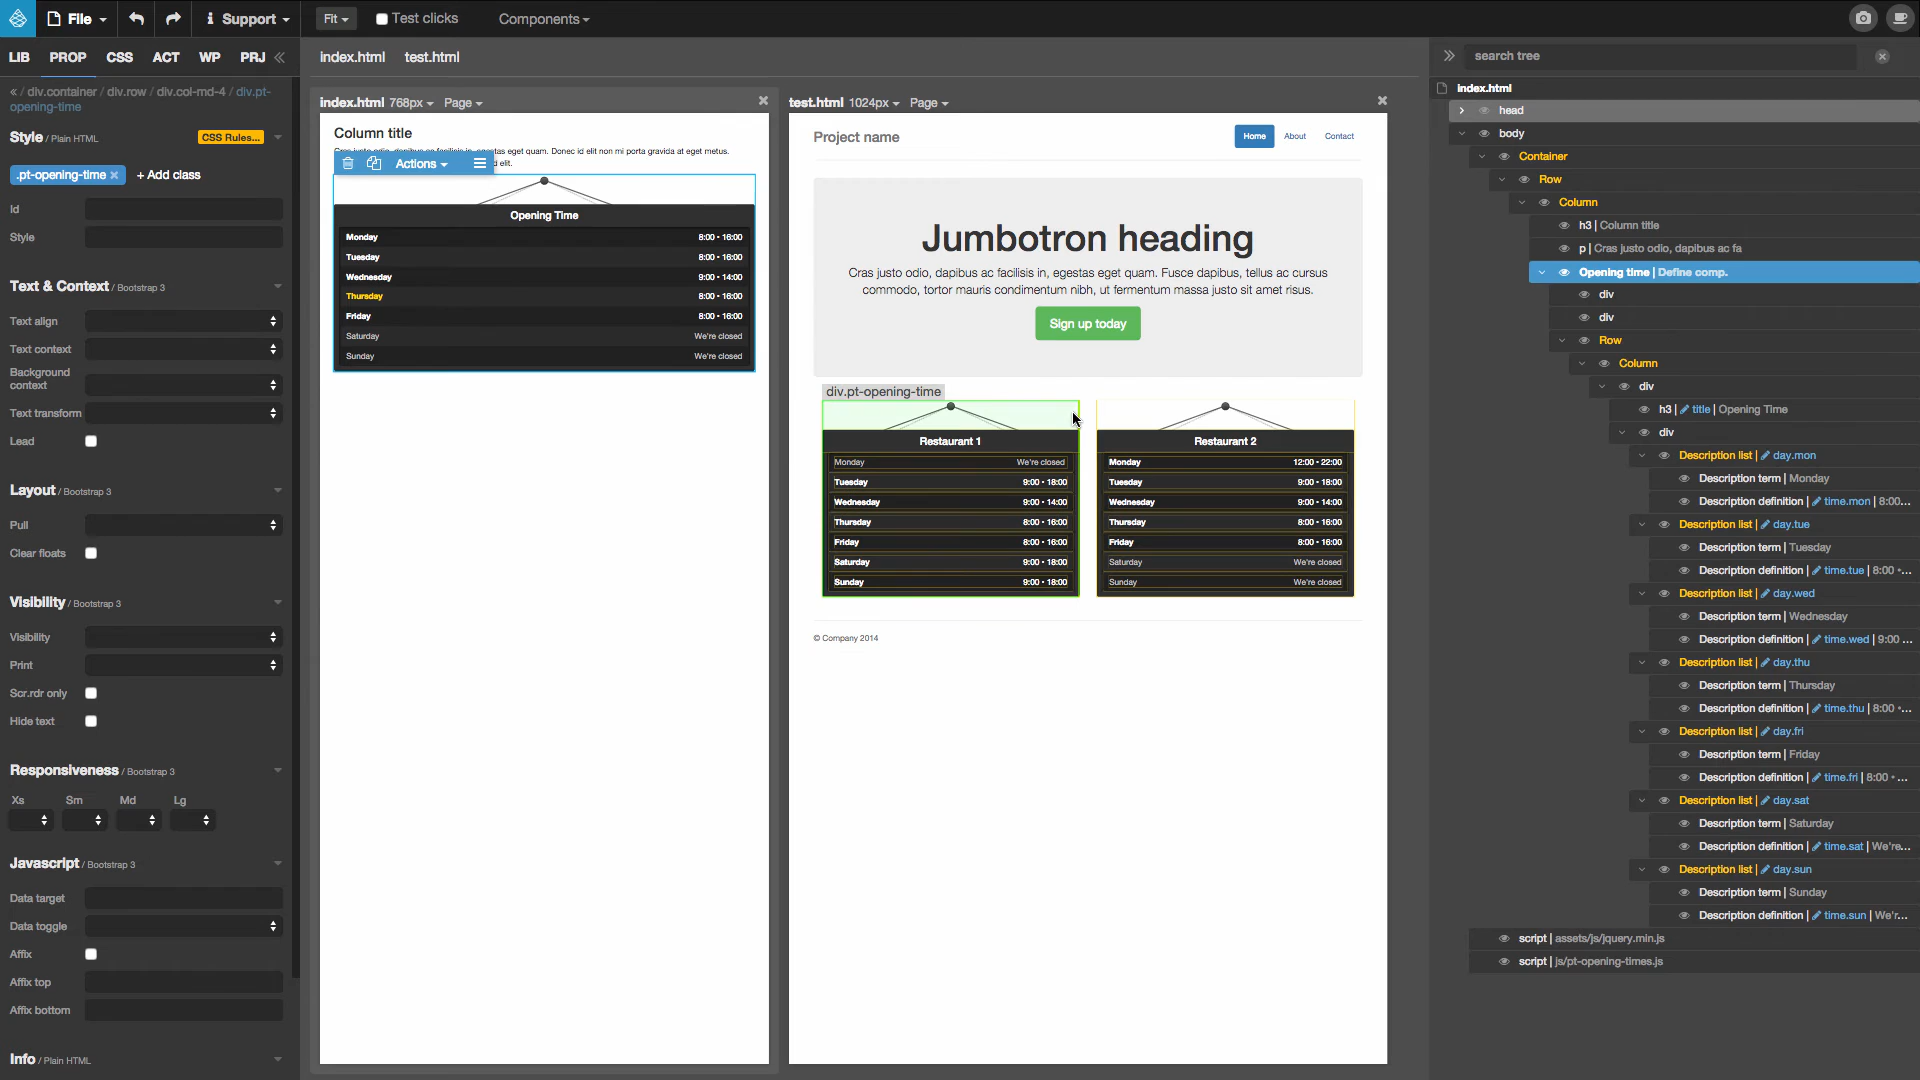 File
Support
Fit
Test clicks
Components
LIB PROP CSS ACT WP PRJ «
« / div.container / div.row / div.col-md-4 / div.pt-
opening-time
Style / Plain HTML
CSS Rules...
.pt-opening-time ×
+ Add class
Id
Style
Text & Context / Bootstrap 3
Text align
Text context
Background
context
Text transform
Lead
Layout / Bootstrap 3
Pull
Clear floats
Visibility / Bootstrap 3
Visibility
Print
Scr.rdr only
Hide text
Responsiveness / Bootstrap 3
Xs Sm Md Lg
Javascript / Bootstrap 3
Data target
Data toggle
Affix
Affix top
Affix bottom
Info / Plain HTML
index.html test.html
index.html 768px Page
Column title
egestas eget quam. Donec id elit non mi porta gravida at eget metus.
d elit.
Actions
Opening Time
Monday 8:00 - 16:00
Tuesday 8:00 - 16:00
Wednesday 9:00 - 14:00
Thursday 8:00 - 16:00
Friday 8:00 - 16:00
Saturday We're closed
Sunday We're closed
test.html 1024px Page
Project name
Home About Contact
Jumbotron heading
Cras justo odio, dapibus ac facilisis in, egestas eget quam. Fusce dapibus, tellus ac cursus
commodo, tortor mauris condimentum nibh, ut fermentum massa justo sit amet risus.
Sign up today
div.pt-opening-time
Restaurant 1
Monday We're closed
Tuesday 9:00 - 18:00
Wednesday 9:00 - 14:00
Thursday 8:00 - 16:00
Friday 8:00 - 16:00
Saturday 9:00 - 18:00
Sunday 9:00 - 18:00
Restaurant 2
Monday 12:00 - 22:00
Tuesday 9:00 - 18:00
Wednesday 9:00 - 14:00
Thursday 8:00 - 16:00
Friday 8:00 - 16:00
Saturday We're closed
Sunday We're closed
© Company 2014
search tree
index.html
head
body
Container
Row
Column
h3 | Column title
p | Cras justo odio, dapibus ac fa
Opening time | Define comp.
div
div
Row
Column
div
h3 | title | Opening Time
div
Description list | day.mon
Description term | Monday
Description definition | time.mon | 8:00...
Description list | day.tue
Description term | Tuesday
Description definition | time.tue | 8:00 -...
Description list | day.wed
Description term | Wednesday
Description definition | time.wed | 9:00 ...
Description list | day.thu
Description term | Thursday
Description definition | time.thu | 8:00 -...
Description list | day.fri
Description term | Friday
Description definition | time.fri | 8:00 - ...
Description list | day.sat
Description term | Saturday
Description definition | time.sat | We're...
Description list | day.sun
Description term | Sunday
Description definition | time.sun | We'r...
script | assets/js/jquery.min.js
script | js/pt-opening-times.js